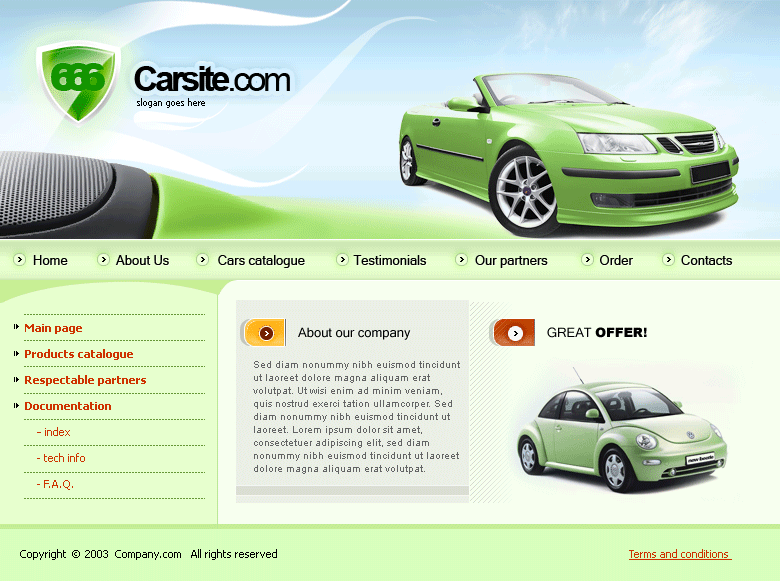 666
Carsite.com
slogan goes here
Home
About Us
Cars catalogue
Testimonials
Our partners
Order
Contacts
Main page
Products catalogue
Respectable partners
Documentation
- index
- tech info
- F.A.Q.
About our company
Sed diam nonummy nibh euismod tincidunt
ut laoreet dolore magna aliquam erat
volutpat. Ut wisi enim ad minim veniam,
quis nostrud exerci tation ullamcorper. Sed
diam nonummy nibh euismod tincidunt ut
laoreet. Lorem ipsum dolor sit amet,
consectetuer adipiscing elit, sed diam
nonummy nibh euismod tincidunt ut laoreet
dolore magna aliquam erat volutpat.
GREAT OFFER!
new beetle
Copyright © 2003 Company.com All rights reserved
Terms and conditions